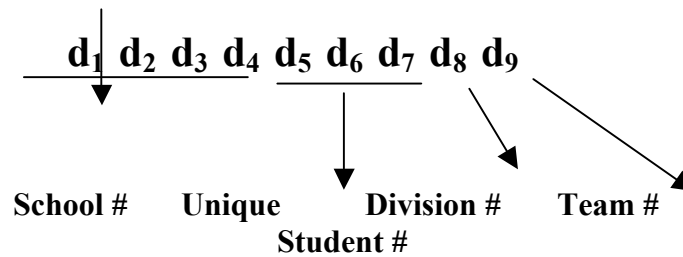 d₁ d₂ d₃ d₄ d₅ d₆ d₇ d₈ d₉
School # Unique Division # Team #
Student #